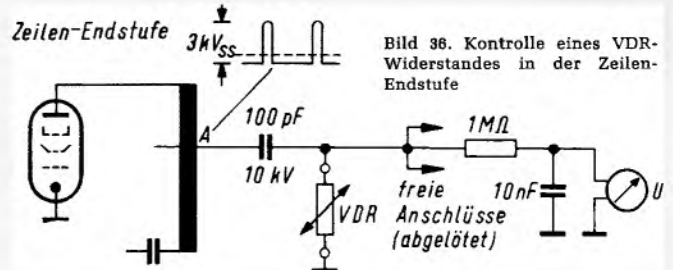 Zeilen-Endstufe
3kVSS
Bild 36. Kontrolle eines VDR-
Widerstandes in der Zeilen-
Endstufe
A
100 pF
10 kV
VDR
freie
Anschlüsse
(abgelötet)
1MΩ
10nF
U